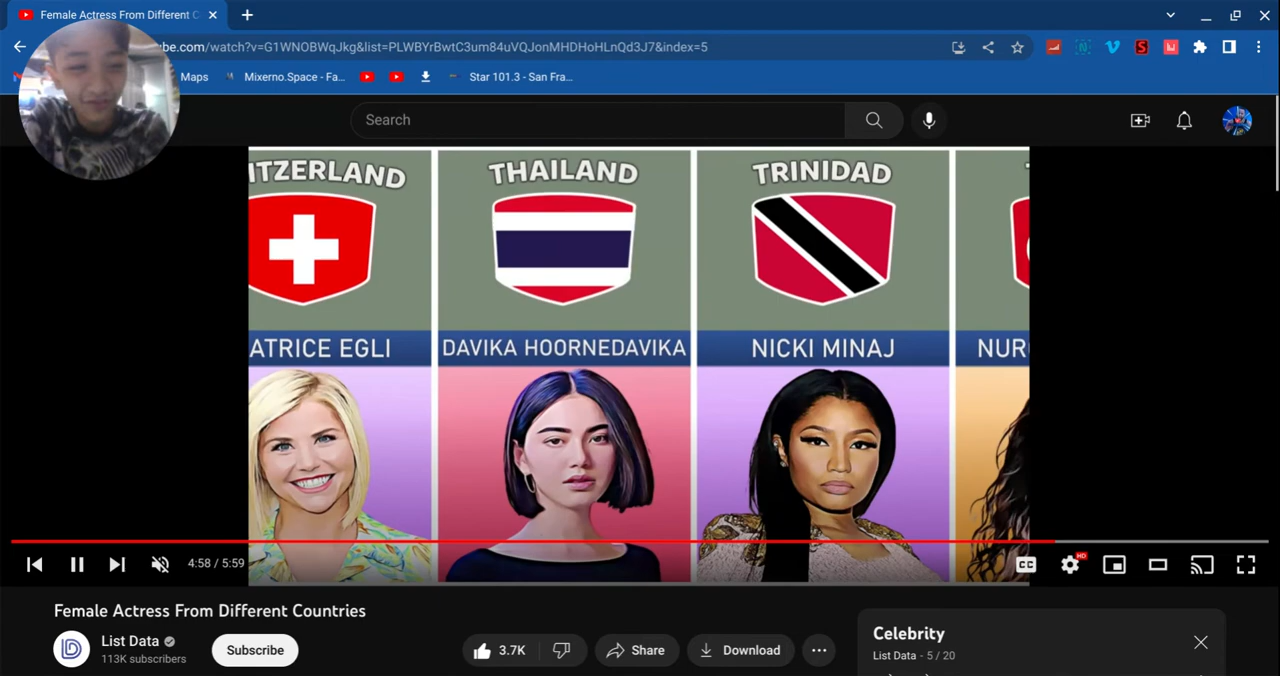 Female Actress From Different C
be.com/watch?v=G1WNOBWqJkg&list=PLWBYrBwtC3um84uVQJonMHDHoHLnQd3J7&index=5
Maps
Mixerno.Space - Fa...
Star 101.3 - San Fra...
Search
ITZERLAND
THAILAND
TRINIDAD
ATRICE EGLI
DAVIKA HOORNEDAVIKA
NICKI MINAJ
NUR
4:58 / 5:59
CC
HD
Female Actress From Different Countries
List Data
113K subscribers
Subscribe
3.7K
Share
Download
Celebrity
List Data - 5 / 20